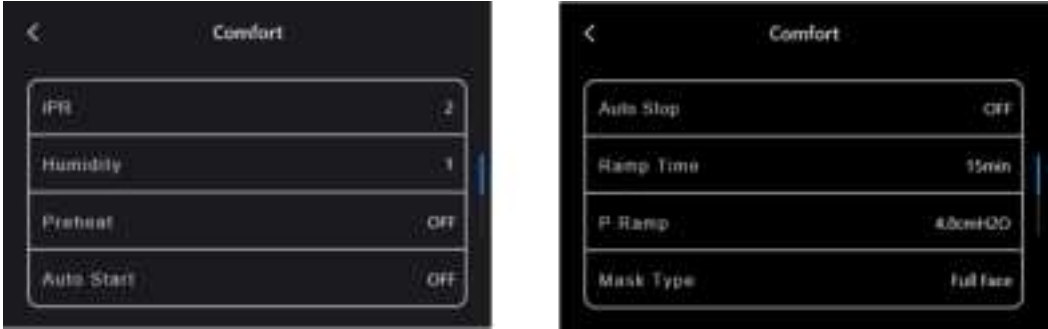 Comfort
iPR 2
Humidity 1
Preheat OFF
Auto Start OFF
Comfort
Auto Stop OFF
Ramp Time 15min
P-Ramp 4.0cmH2O
Mask Type Full Face